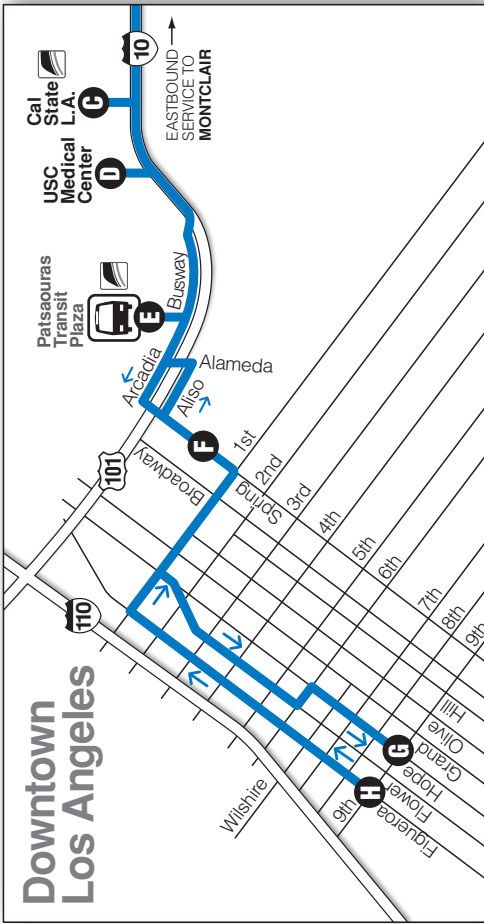 Downtown
Los Angeles
110
101
10
Cal
State
L.A.
C
USC
Medical
Center
D
Patsaouras
Transit
Plaza
E
EASTBOUND
SERVICE TO
MONTCLAIR
Busway
Arcadia
Aliso
Alameda
F
Broadway
Spring
1st
2nd
3rd
4th
5th
6th
7th
8th
9th
Wilshire
9th
H
G
Figueroa
Flower
Hope
Grand
Olive
Hill